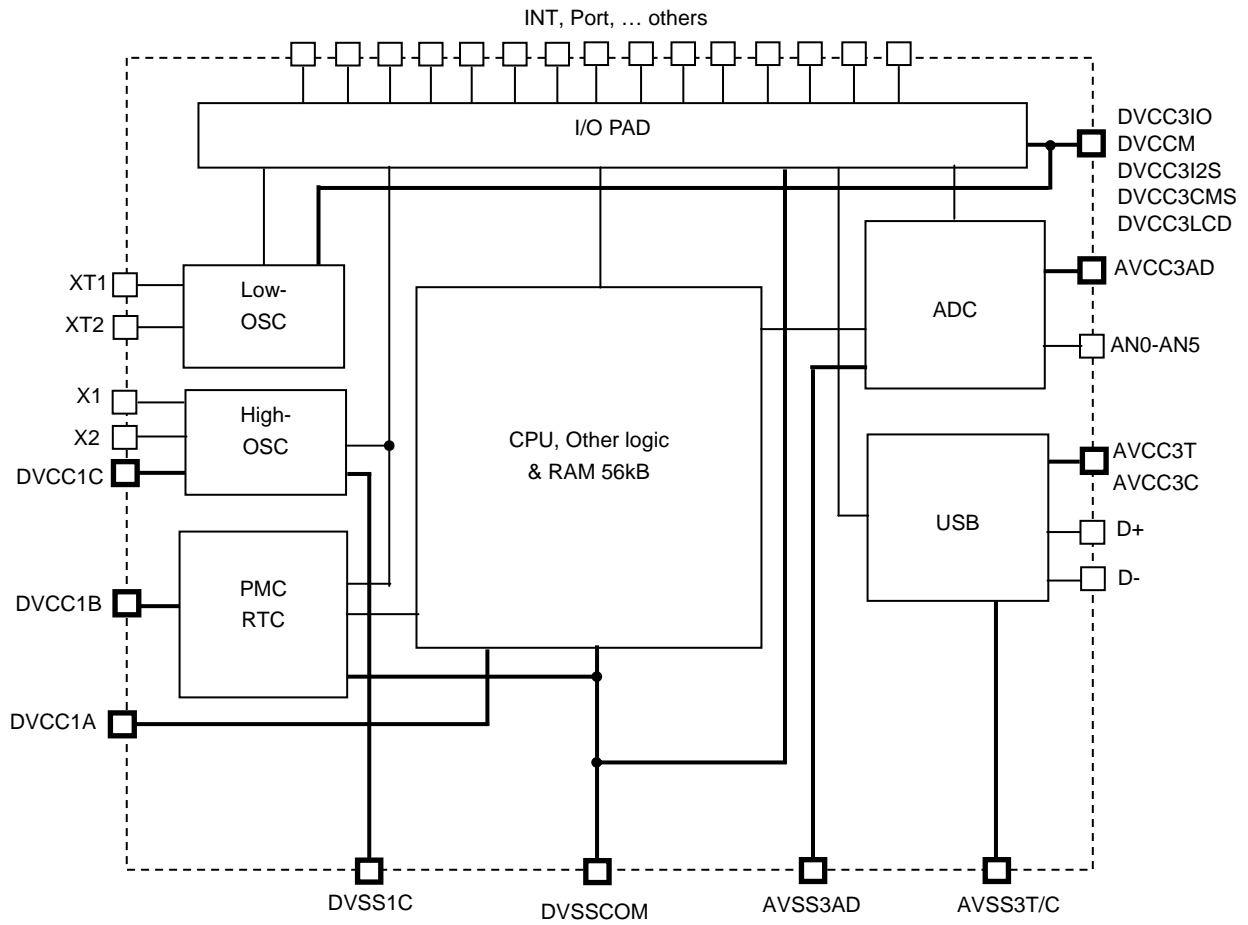 INT, Port, … others
I/O PAD
DVCC3IO
DVCCM
DVCC3I2S
DVCC3CMS
DVCC3LCD
XT1
XT2
Low-
OSC
ADC
AVCC3AD
AN0-AN5
X1
X2
DVCC1C
High-
OSC
CPU, Other logic
& RAM 56kB
AVCC3T
AVCC3C
USB
D+
D-
DVCC1B
PMC
RTC
DVCC1A
DVSS1C
DVSSCOM
AVSS3AD
AVSS3T/C